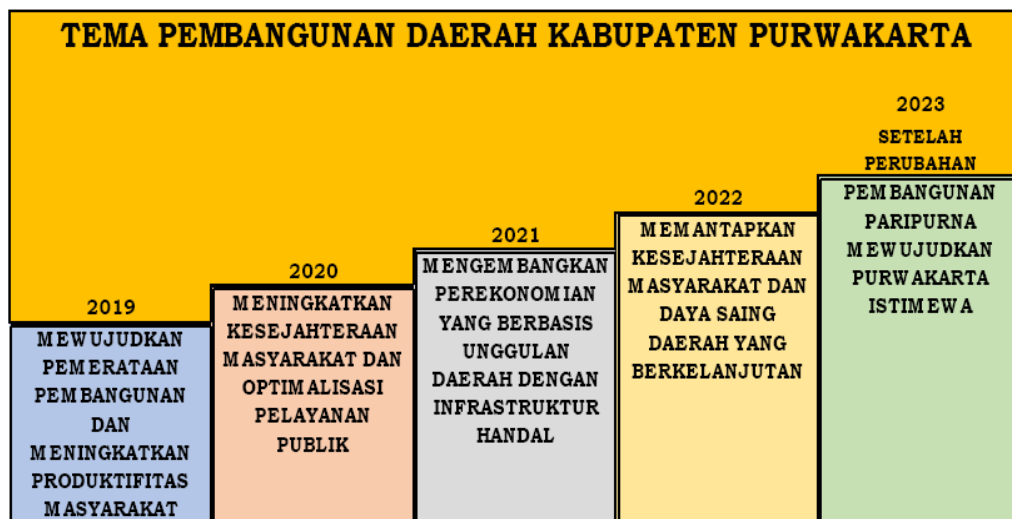 TEMA PEMBANGUNAN DAERAH KABUPATEN PURWAKARTA
2019
MEWUJUDKAN
PEMERATAAN
PEMBANGUNAN
DAN
MENINGKATKAN
PRODUKTIFITAS
MASYARAKAT
2020
MENINGKATKAN
KESEJAHTERAAN
MASYARAKAT DAN
OPTIMALISASI
PELAYANAN
PUBLIK
2021
MENGEMBANGKAN
PEREKONOMIAN
YANG BERBASIS
UNGGULAN
DAERAH DENGAN
INFRASTRUKTUR
HANDAL
2022
MEMANTAPKAN
KESEJAHTERAAN
MASYARAKAT DAN
DAYA SAING
DAERAH YANG
BERKELANJUTAN
2023
SETELAH
PERUBAHAN
PEMBANGUNAN
PARIPURNA
MEWUJUDKAN
PURWAKARTA
ISTIMEWA